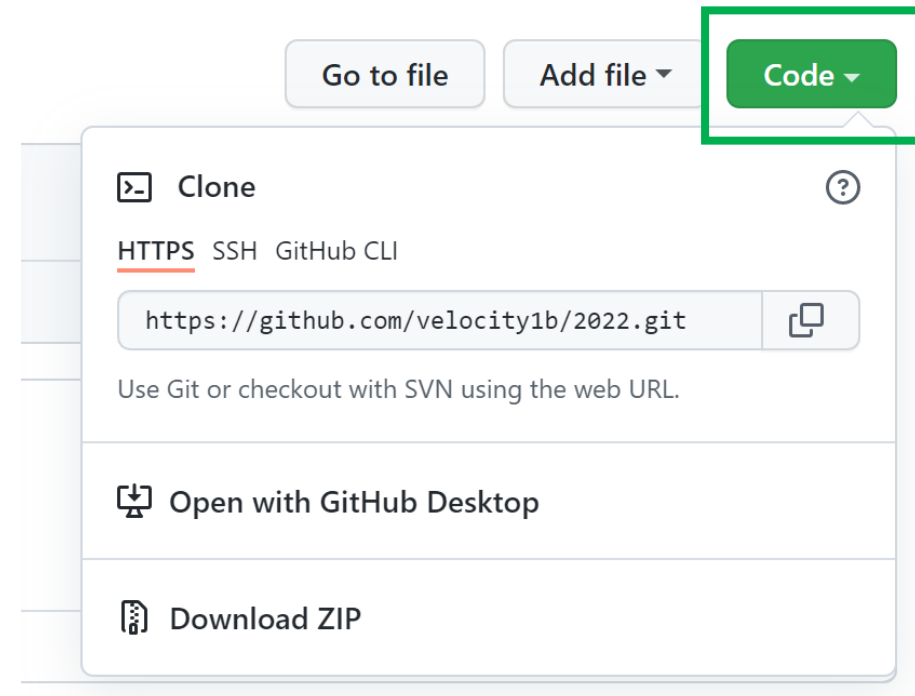 Go to file Add file Code
Clone
HTTPS SSH GitHub CLI
https://github.com/velocity1b/2022.git
Use Git or checkout with SVN using the web URL.
Open with GitHub Desktop
Download ZIP